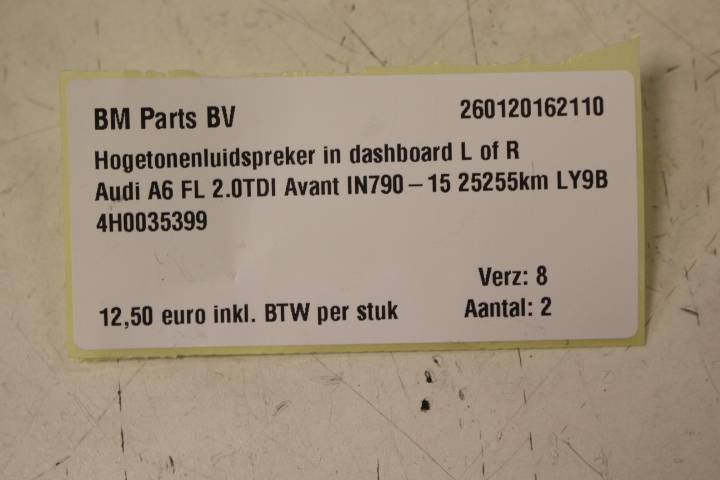 BM Parts BV 260120162110
Hogetonenluidspreker in dashboard L of R
Audi A6 FL 2.0TDI Avant IN790-15 25255km LY9B
4H0035399
Verz: 8
12,50 euro inkl. BTW per stuk Aantal: 2